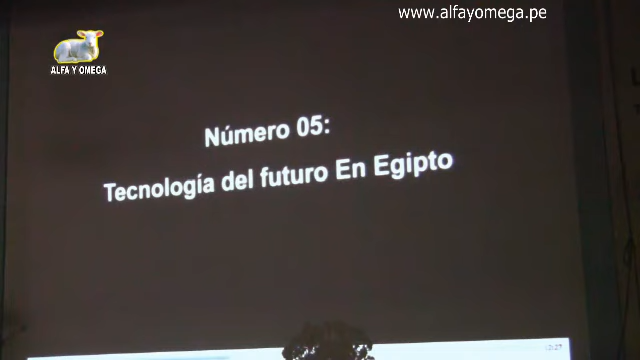 www.alfayomega.pe
ALFA Y OMEGA
Número 05:
Tecnología del futuro En Egipto